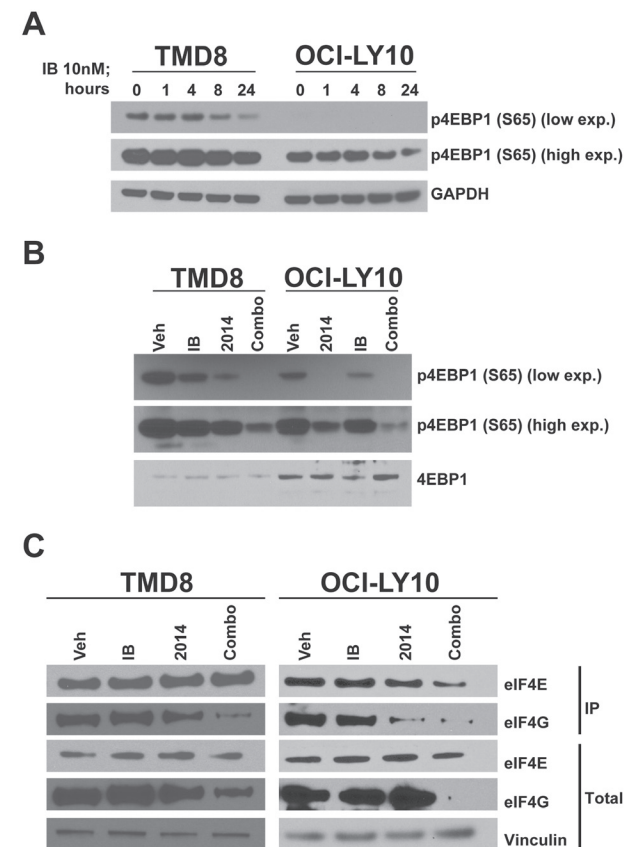 A
TMD8 OCI-LY10
IB 10nM;
hours 0 1 4 8 24 0 1 4 8 24
p4EBP1 (S65) (low exp.)
p4EBP1 (S65) (high exp.)
GAPDH
B
TMD8 OCI-LY10
Veh IB 2014 Combo Veh 2014 IB Combo
p4EBP1 (S65) (low exp.)
p4EBP1 (S65) (high exp.)
4EBP1
C
TMD8 OCI-LY10
Veh IB 2014 Combo Veh IB 2014 Combo
eIF4E
IP
eIF4G
eIF4E
eIF4G Total
Vinculin